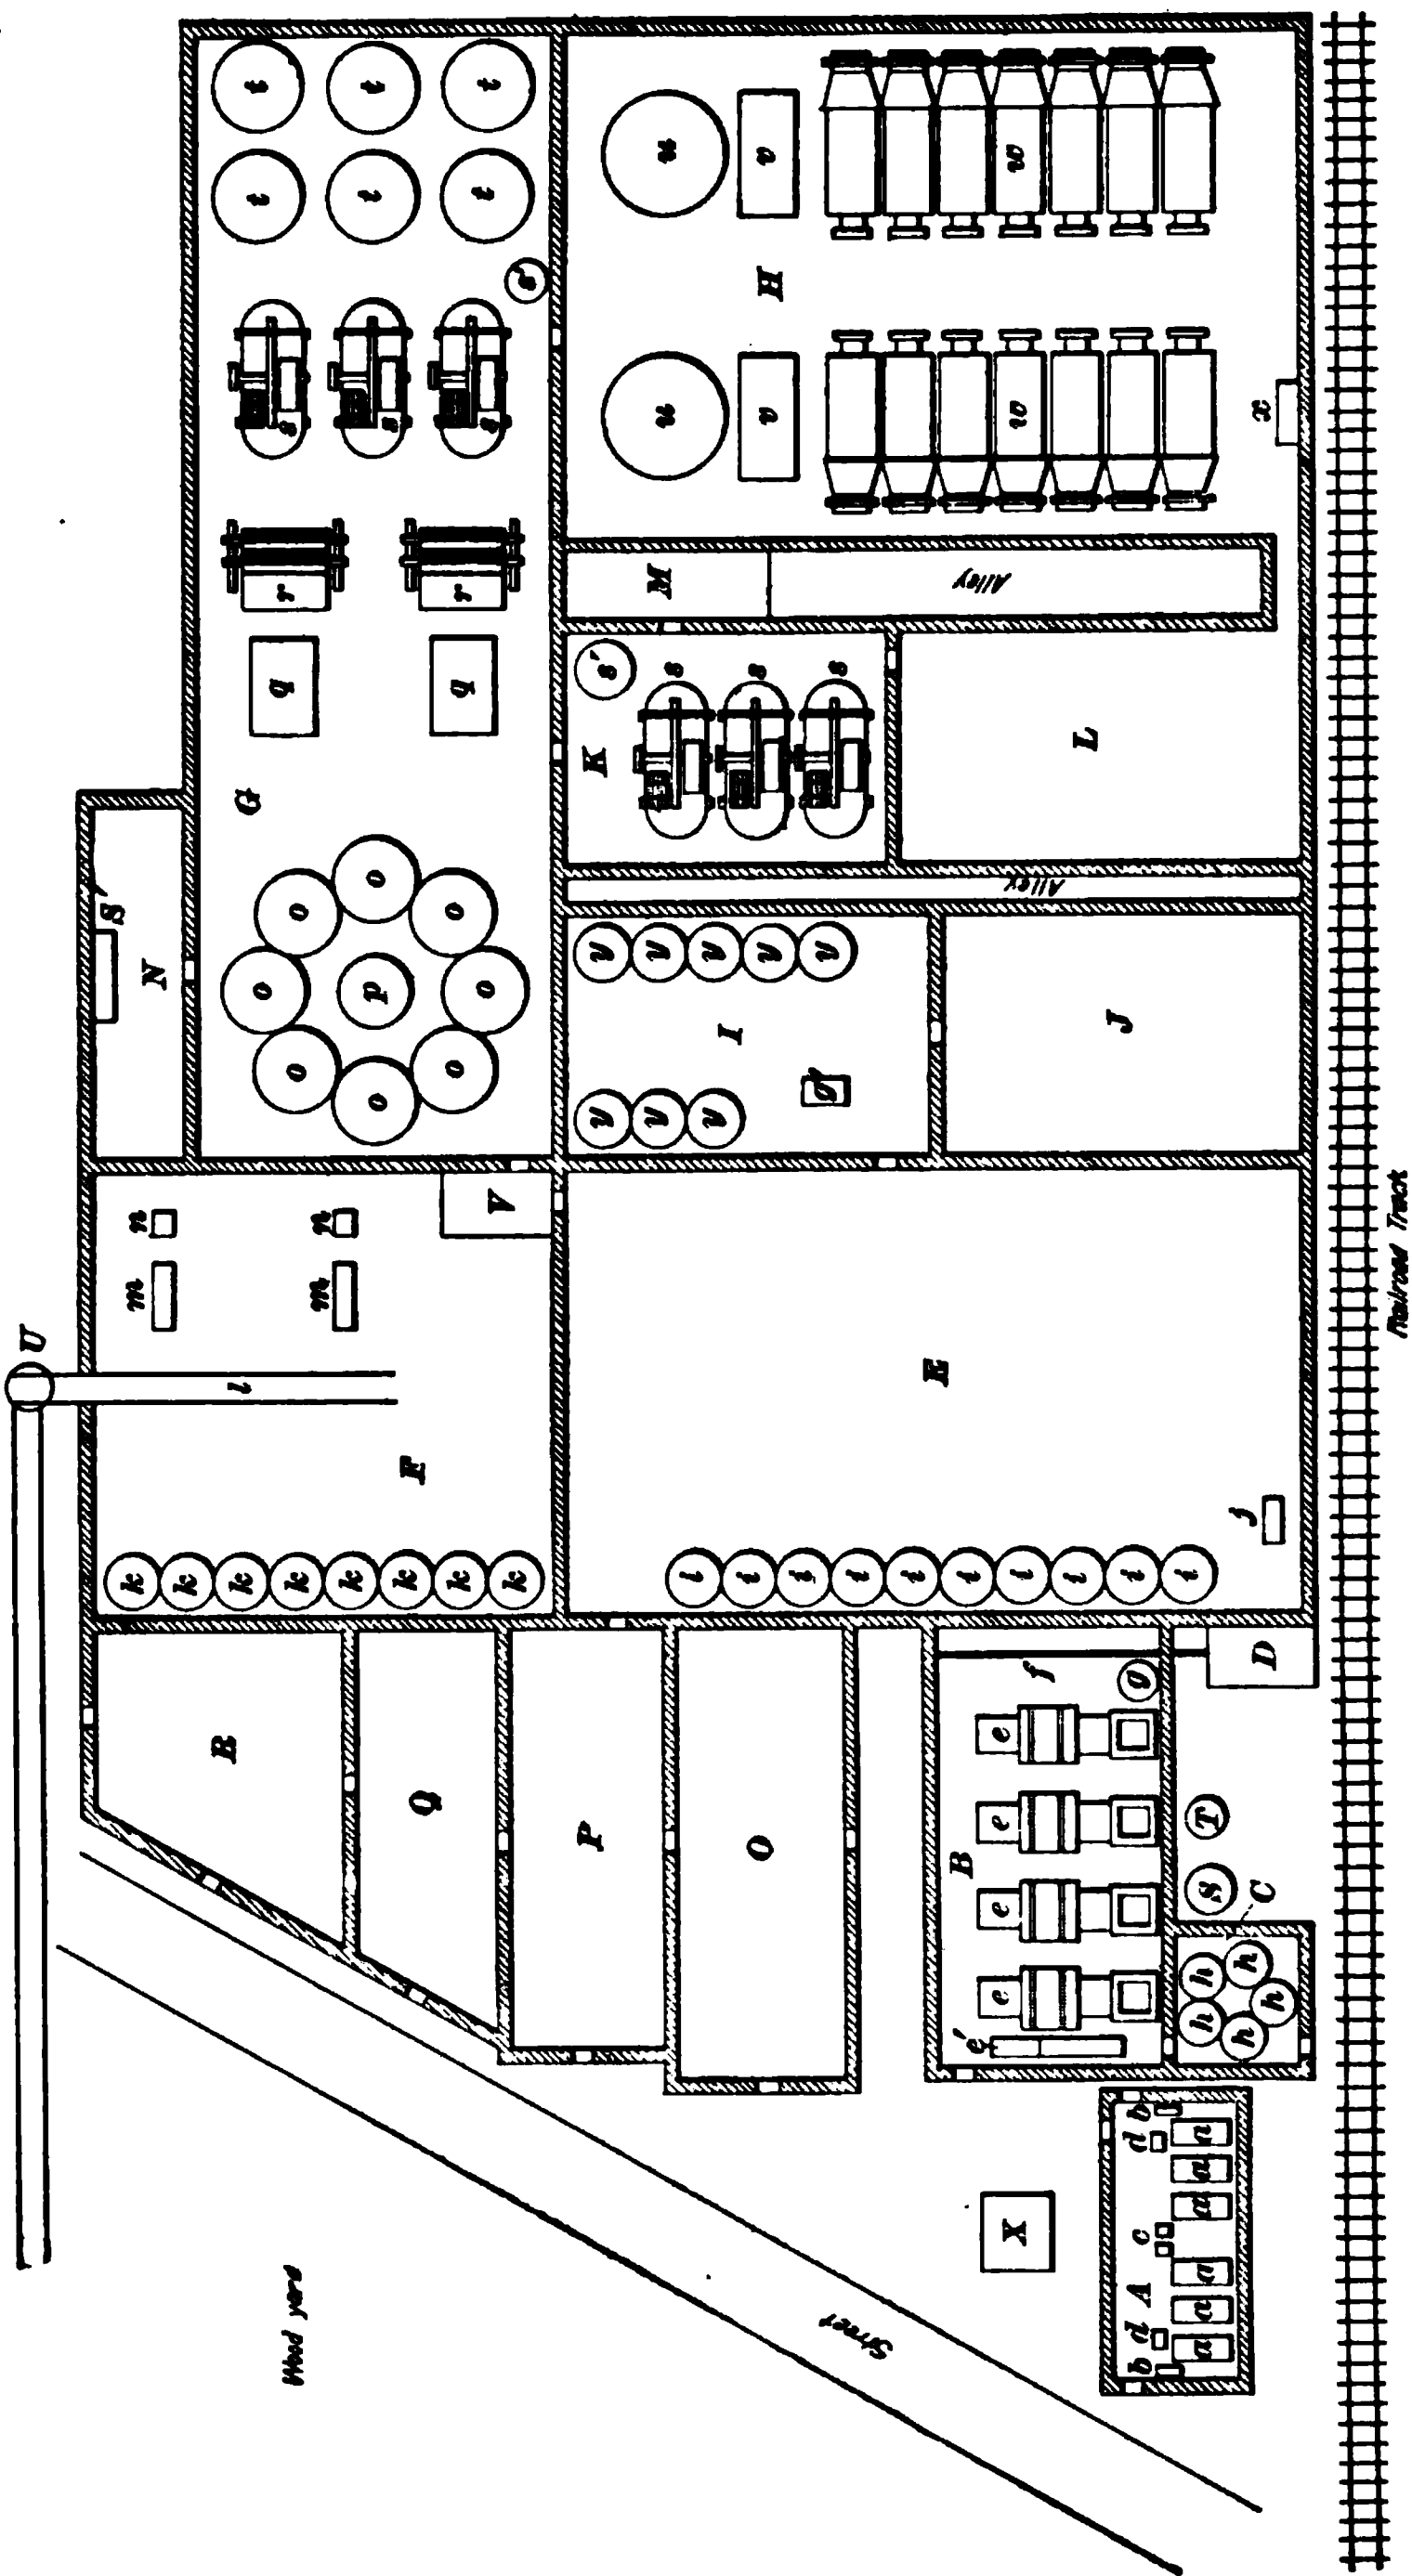 t t t
t t t
s'
s s s
r r
q q
G
o o o o o o o o
p
u v w
H
u v w
x
M
Alley
s'
s s s
K
L
Alley
y y y y y
I
y y y
g'
J
S'
N
n n
m m
V
U
l
F
k k k k k k k k
E
i i i i i i i i i i
j
Railroad Track
R
Q
P
O
D
f
g
e e e e
B
e'
T
S
C
h h h h h
X
b d a a a c A a a a d b
Street
Wood yard